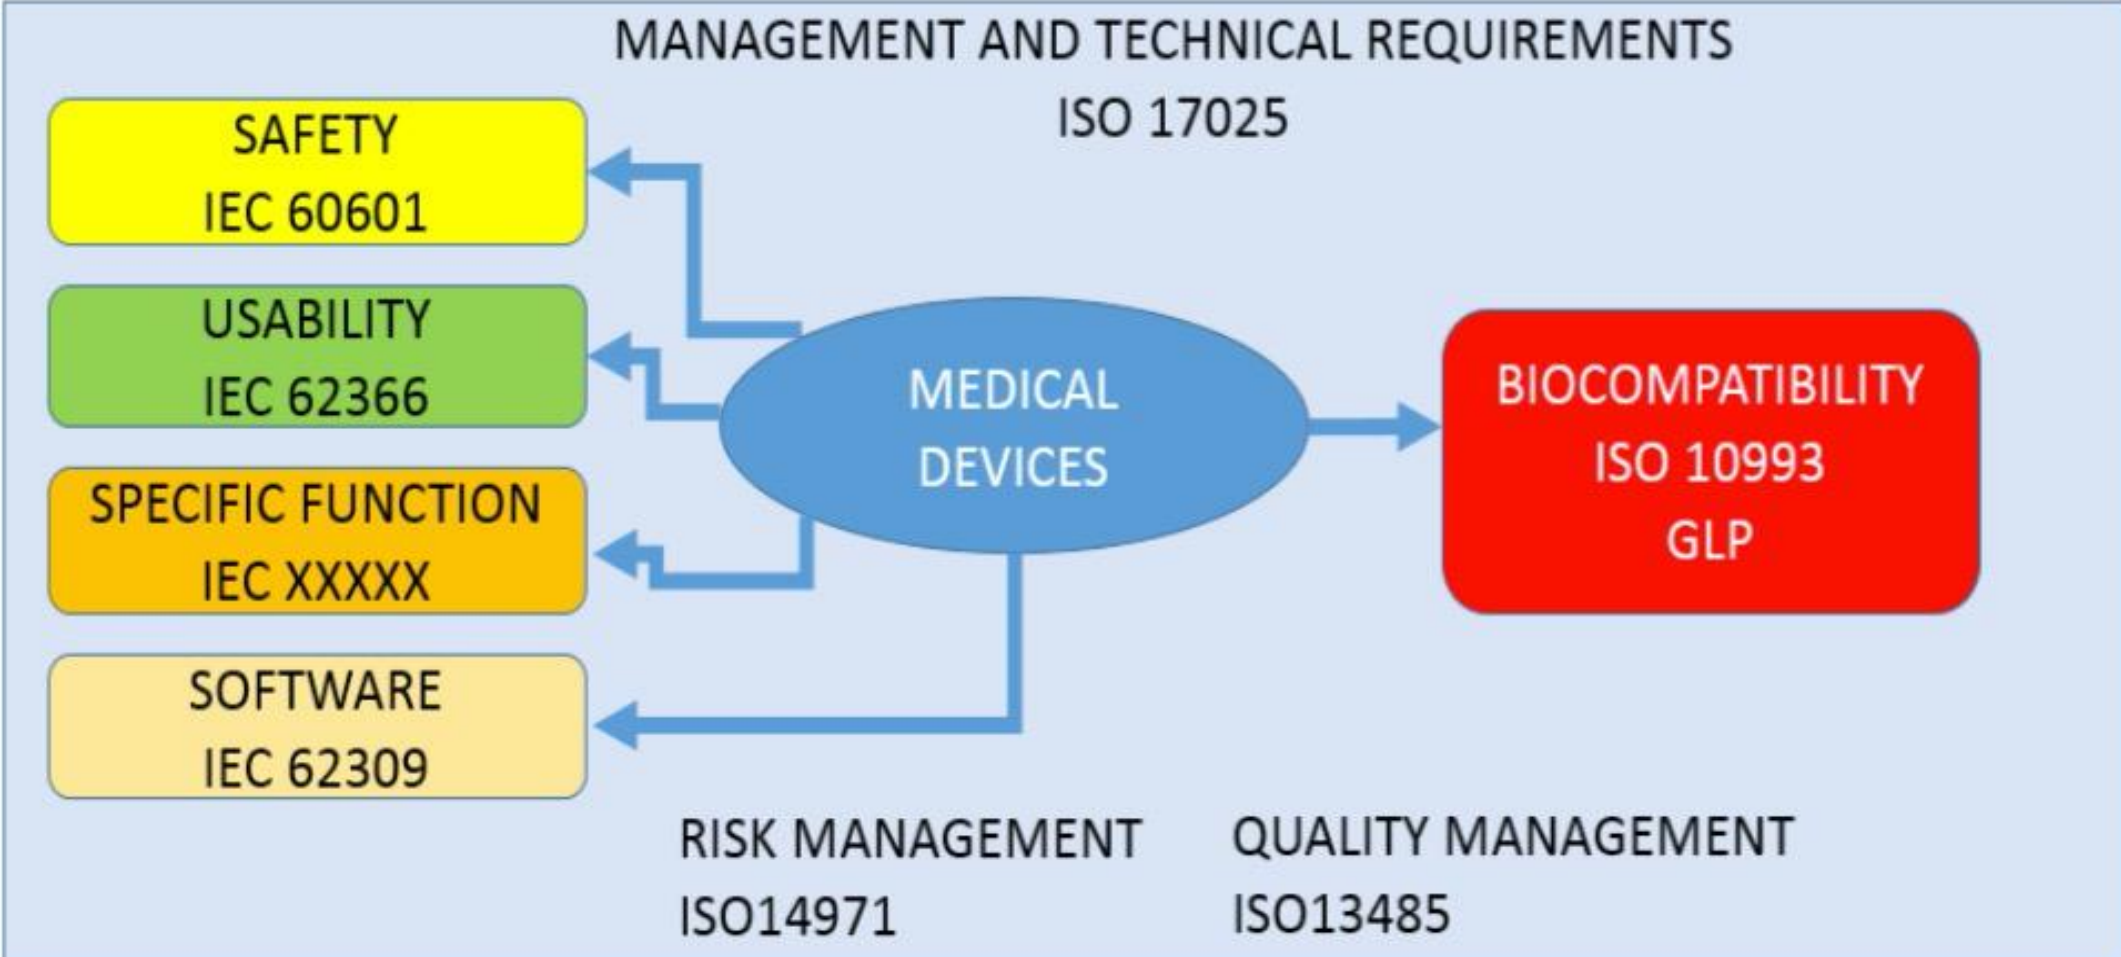 MANAGEMENT AND TECHNICAL REQUIREMENTS
ISO 17025
SAFETY
IEC 60601
USABILITY
IEC 62366
SPECIFIC FUNCTION
IEC XXXXX
SOFTWARE
IEC 62309
MEDICAL
DEVICES
BIOCOMPATIBILITY
ISO 10993
GLP
RISK MANAGEMENT
ISO14971
QUALITY MANAGEMENT
ISO13485